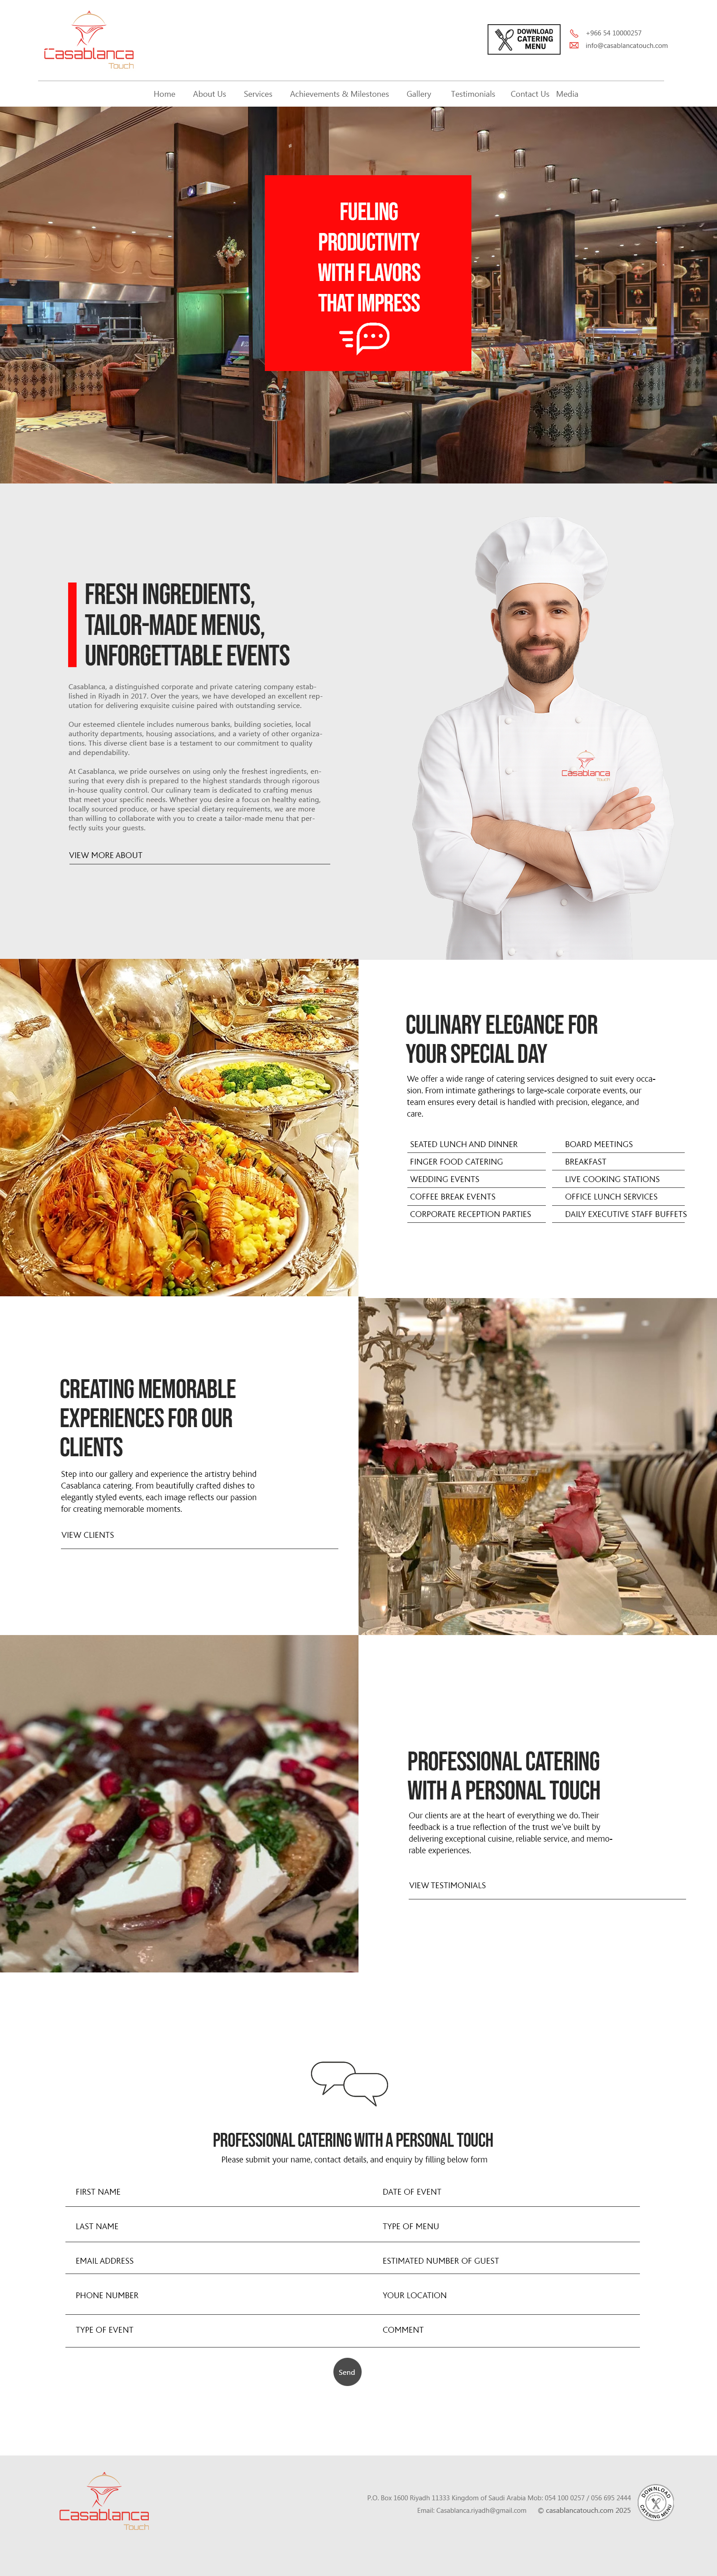 Casablanca
Touch
DOWNLOAD
CATERING
MENU
+966 54 10000257
info@casablancatouch.com
Home About Us Services Achievements & Milestones Gallery Testimonials Contact Us Media
FUELING
PRODUCTIVITY
WITH FLAVORS
THAT IMPRESS
FRESH INGREDIENTS,
TAILOR-MADE MENUS,
UNFORGETTABLE EVENTS
Casablanca, a distinguished corporate and private catering company estab-
lished in Riyadh in 2017. Over the years, we have developed an excellent rep-
utation for delivering exquisite cuisine paired with outstanding service.
Our esteemed clientele includes numerous banks, building societies, local
authority departments, housing associations, and a variety of other organiza-
tions. This diverse client base is a testament to our commitment to quality
and dependability.
At Casablanca, we pride ourselves on using only the freshest ingredients, en-
suring that every dish is prepared to the highest standards through rigorous
in-house quality control. Our culinary team is dedicated to crafting menus
that meet your specific needs. Whether you desire a focus on healthy eating,
locally sourced produce, or have special dietary requirements, we are more
than willing to collaborate with you to create a tailor-made menu that per-
fectly suits your guests.
VIEW MORE ABOUT
Casablanca
Touch
CULINARY ELEGANCE FOR
YOUR SPECIAL DAY
We offer a wide range of catering services designed to suit every occa-
sion. From intimate gatherings to large-scale corporate events, our
team ensures every detail is handled with precision, elegance, and
care.
SEATED LUNCH AND DINNER
FINGER FOOD CATERING
WEDDING EVENTS
COFFEE BREAK EVENTS
CORPORATE RECEPTION PARTIES
BOARD MEETINGS
BREAKFAST
LIVE COOKING STATIONS
OFFICE LUNCH SERVICES
DAILY EXECUTIVE STAFF BUFFETS
CREATING MEMORABLE
EXPERIENCES FOR OUR
CLIENTS
Step into our gallery and experience the artistry behind
Casablanca catering. From beautifully crafted dishes to
elegantly styled events, each image reflects our passion
for creating memorable moments.
VIEW CLIENTS
PROFESSIONAL CATERING
WITH A PERSONAL TOUCH
Our clients are at the heart of everything we do. Their
feedback is a true reflection of the trust we've built by
delivering exceptional cuisine, reliable service, and memo-
rable experiences.
VIEW TESTIMONIALS
PROFESSIONAL CATERING WITH A PERSONAL TOUCH
Please submit your name, contact details, and enquiry by filling below form
FIRST NAME
LAST NAME
EMAIL ADDRESS
PHONE NUMBER
TYPE OF EVENT
DATE OF EVENT
TYPE OF MENU
ESTIMATED NUMBER OF GUEST
YOUR LOCATION
COMMENT
Send
Casablanca
Touch
P.O. Box 1600 Riyadh 11333 Kingdom of Saudi Arabia Mob: 054 100 0257 / 056 695 2444
Email: Casablanca.riyadh@gmail.com © casablancatouch.com 2025
DOWNLOAD
CATERING MENU